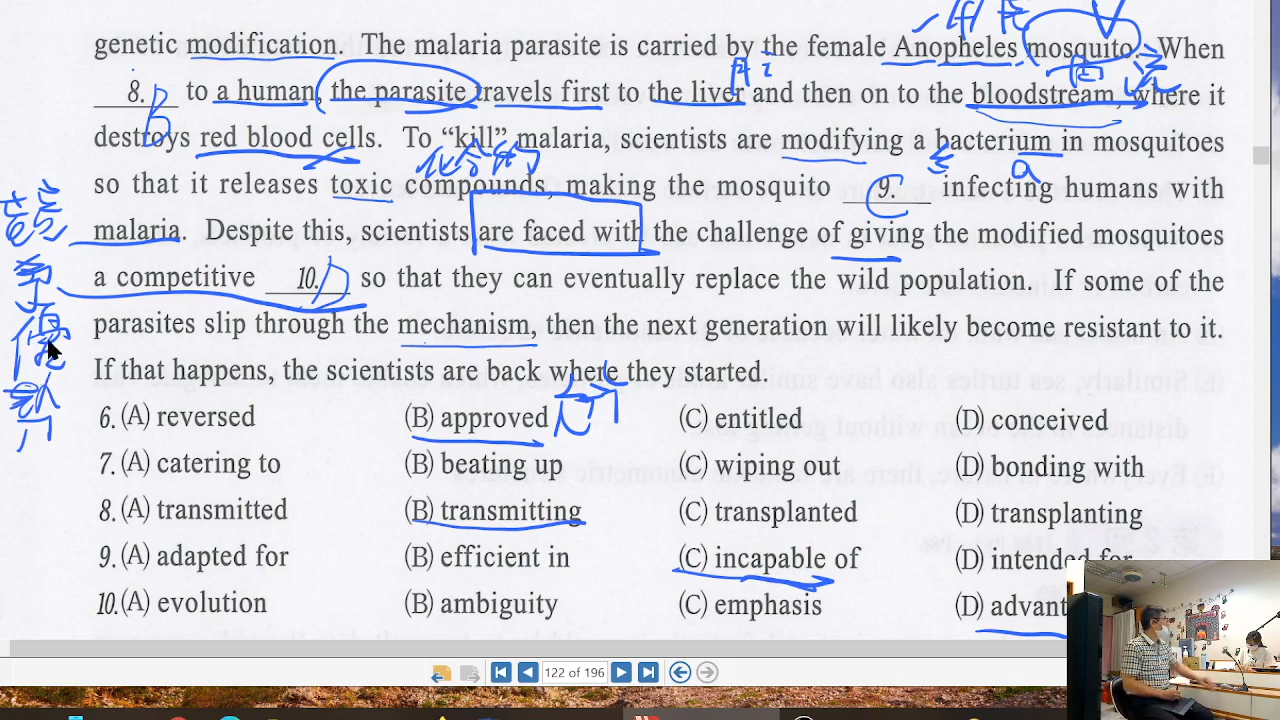 genetic modification. The malaria parasite is carried by the female Anopheles mosquito. When
8. B to a human, the parasite travels first to the liver and then on to the bloodstream, where it
destroys red blood cells. To “kill” malaria, scientists are modifying a bacterium in mosquitoes
化合物
so that it releases toxic compounds, making the mosquito 9. C infecting humans with
malaria. Despite this, scientists are faced with the challenge of giving the modified mosquitoes
a competitive 10. D so that they can eventually replace the wild population. If some of the
parasites slip through the mechanism, then the next generation will likely become resistant to it.
If that happens, the scientists are back where they started.
6. (A) reversed (B) approved (C) entitled (D) conceived
7. (A) catering to (B) beating up (C) wiping out (D) bonding with
8. (A) transmitted (B) transmitting (C) transplanted (D) transplanting
9. (A) adapted for (B) efficient in (C) incapable of (D) intended for
10. (A) evolution (B) ambiguity (C) emphasis (D) advant
122 of 196